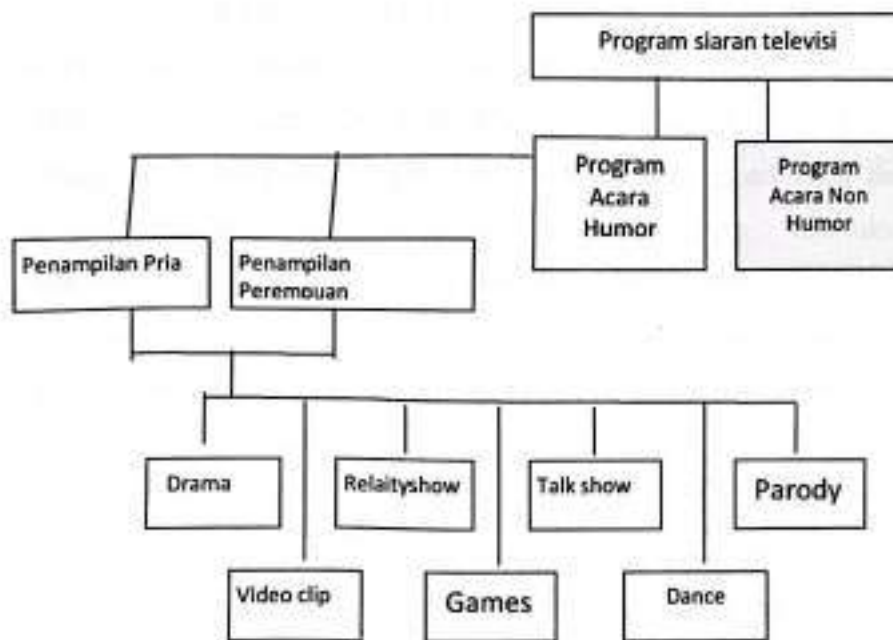 Program siaran televisi
Program
Acara
Humor
Program
Acara Non
Humor
Penampilan Pria
Penampilan
Peremouan
Drama
Relaityshow
Talk show
Parody
Video clip
Games
Dance